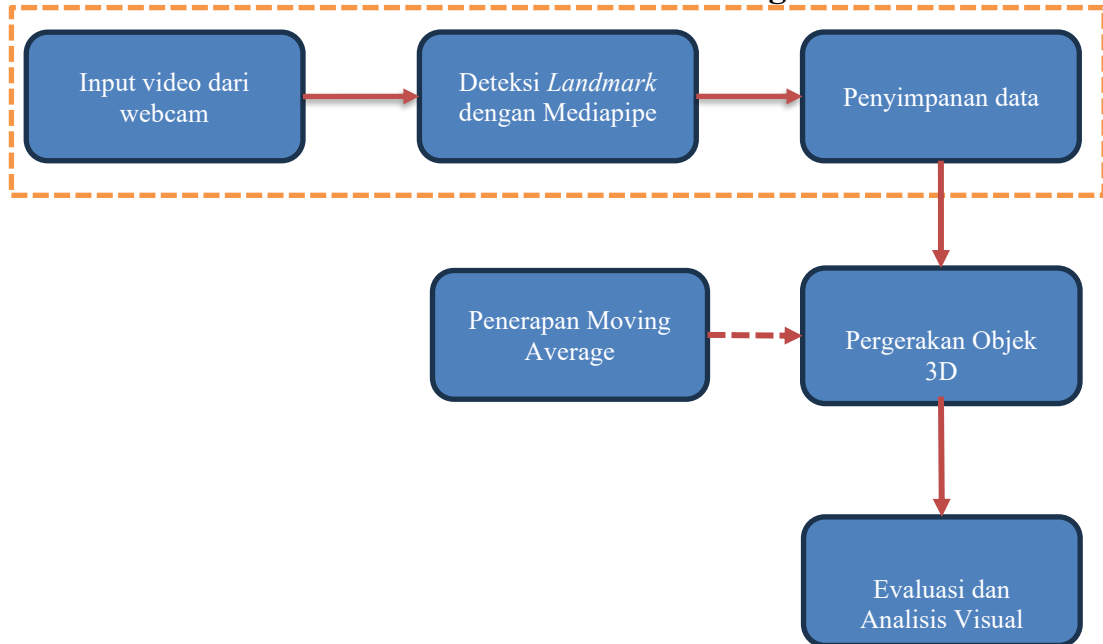 Input video dari
webcam
Deteksi Landmark
dengan Mediapipe
Penyimpanan data
Penerapan Moving
Average
Pergerakan Objek
3D
Evaluasi dan
Analisis Visual